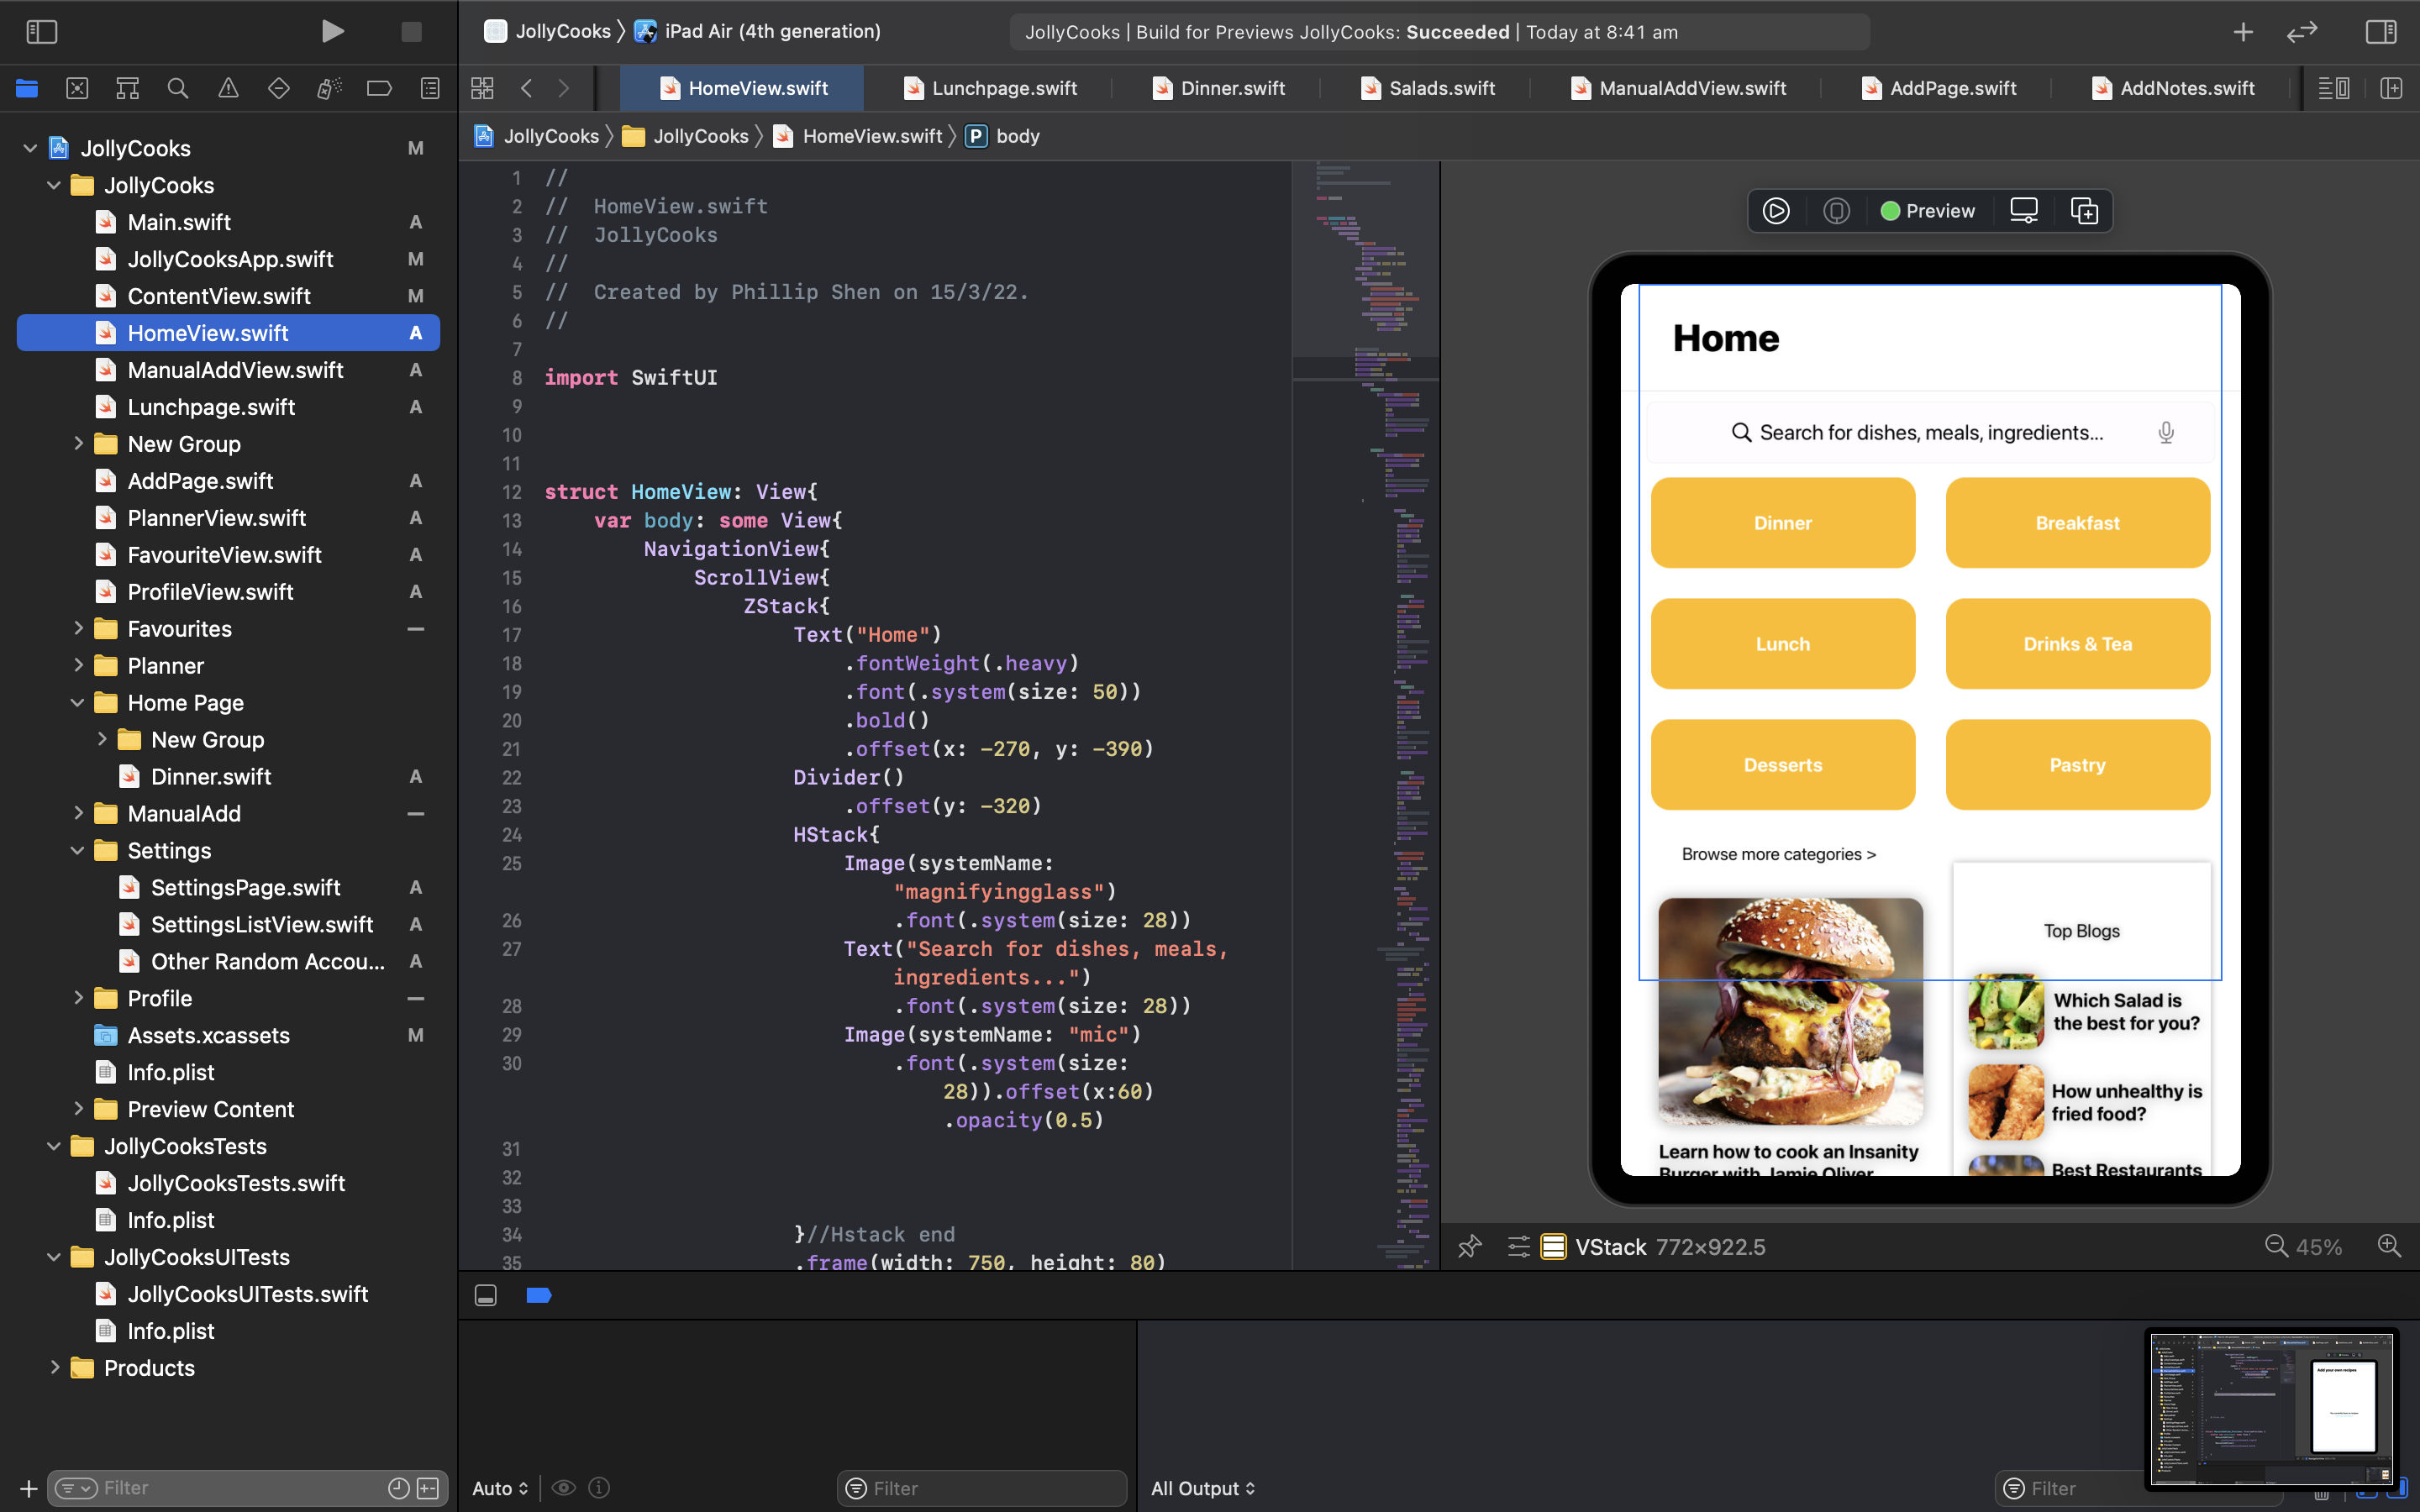 JollyCooks 〉 iPad Air (4th generation)
JollyCooks | Build for Previews JollyCooks: Succeeded | Today at 8:41 am
HomeView.swift
Lunchpage.swift
Dinner.swift
Salads.swift
ManualAddView.swift
AddPage.swift
AddNotes.swift
JollyCooks 〉 JollyCooks 〉 HomeView.swift 〉 P body
JollyCooks M
JollyCooks
Main.swift A
JollyCooksApp.swift M
ContentView.swift M
HomeView.swift A
ManualAddView.swift A
Lunchpage.swift A
New Group
AddPage.swift A
PlannerView.swift A
FavouriteView.swift A
ProfileView.swift A
Favourites
Planner
Home Page
New Group
Dinner.swift A
ManualAdd
Settings
SettingsPage.swift A
SettingsListView.swift A
Other Random Accou... A
Profile
Assets.xcassets M
Info.plist
Preview Content
JollyCooksTests
JollyCooksTests.swift
Info.plist
JollyCooksUITests
JollyCooksUITests.swift
Info.plist
Products
Filter
1 //
2 //  HomeView.swift
3 //  JollyCooks
4 //
5 //  Created by Phillip Shen on 15/3/22.
6 //
7
8 import SwiftUI
9
10
11
12 struct HomeView: View{
13     var body: some View{
14         NavigationView{
15             ScrollView{
16                 ZStack{
17                     Text("Home")
18                         .fontWeight(.heavy)
19                         .font(.system(size: 50))
20                         .bold()
21                         .offset(x: -270, y: -390)
22                     Divider()
23                         .offset(y: -320)
24                     HStack{
25                         Image(systemName:
"magnifyingglass")
26                             .font(.system(size: 28))
27                         Text("Search for dishes, meals,
ingredients...")
28                             .font(.system(size: 28))
29                         Image(systemName: "mic")
30                             .font(.system(size:
28)).offset(x:60)
.opacity(0.5)
31
32
33
34                     }//Hstack end
35                     .frame(width: 750, height: 80)
Preview
Home
Search for dishes, meals, ingredients...
Dinner
Breakfast
Lunch
Drinks & Tea
Desserts
Pastry
Browse more categories >
Top Blogs
Which Salad is
the best for you?
How unhealthy is
fried food?
Best Restaurants
Learn how to cook an Insanity
Burger with Jamie Oliver
VStack 772×922.5
45%
Auto
Filter
All Output
Filter
Add your own recipes